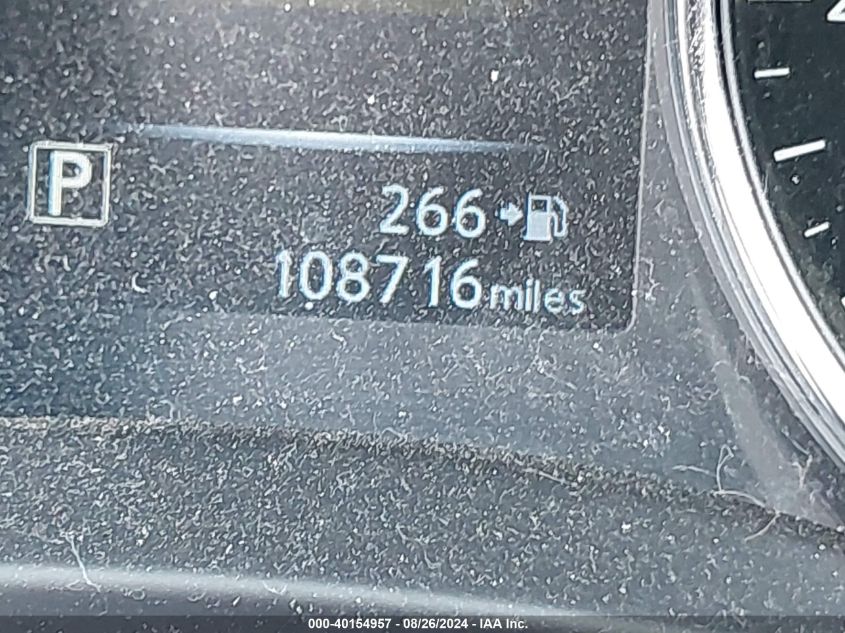 P
266
108716 miles
000-40154957 - 08/26/2024 - IAA Inc.